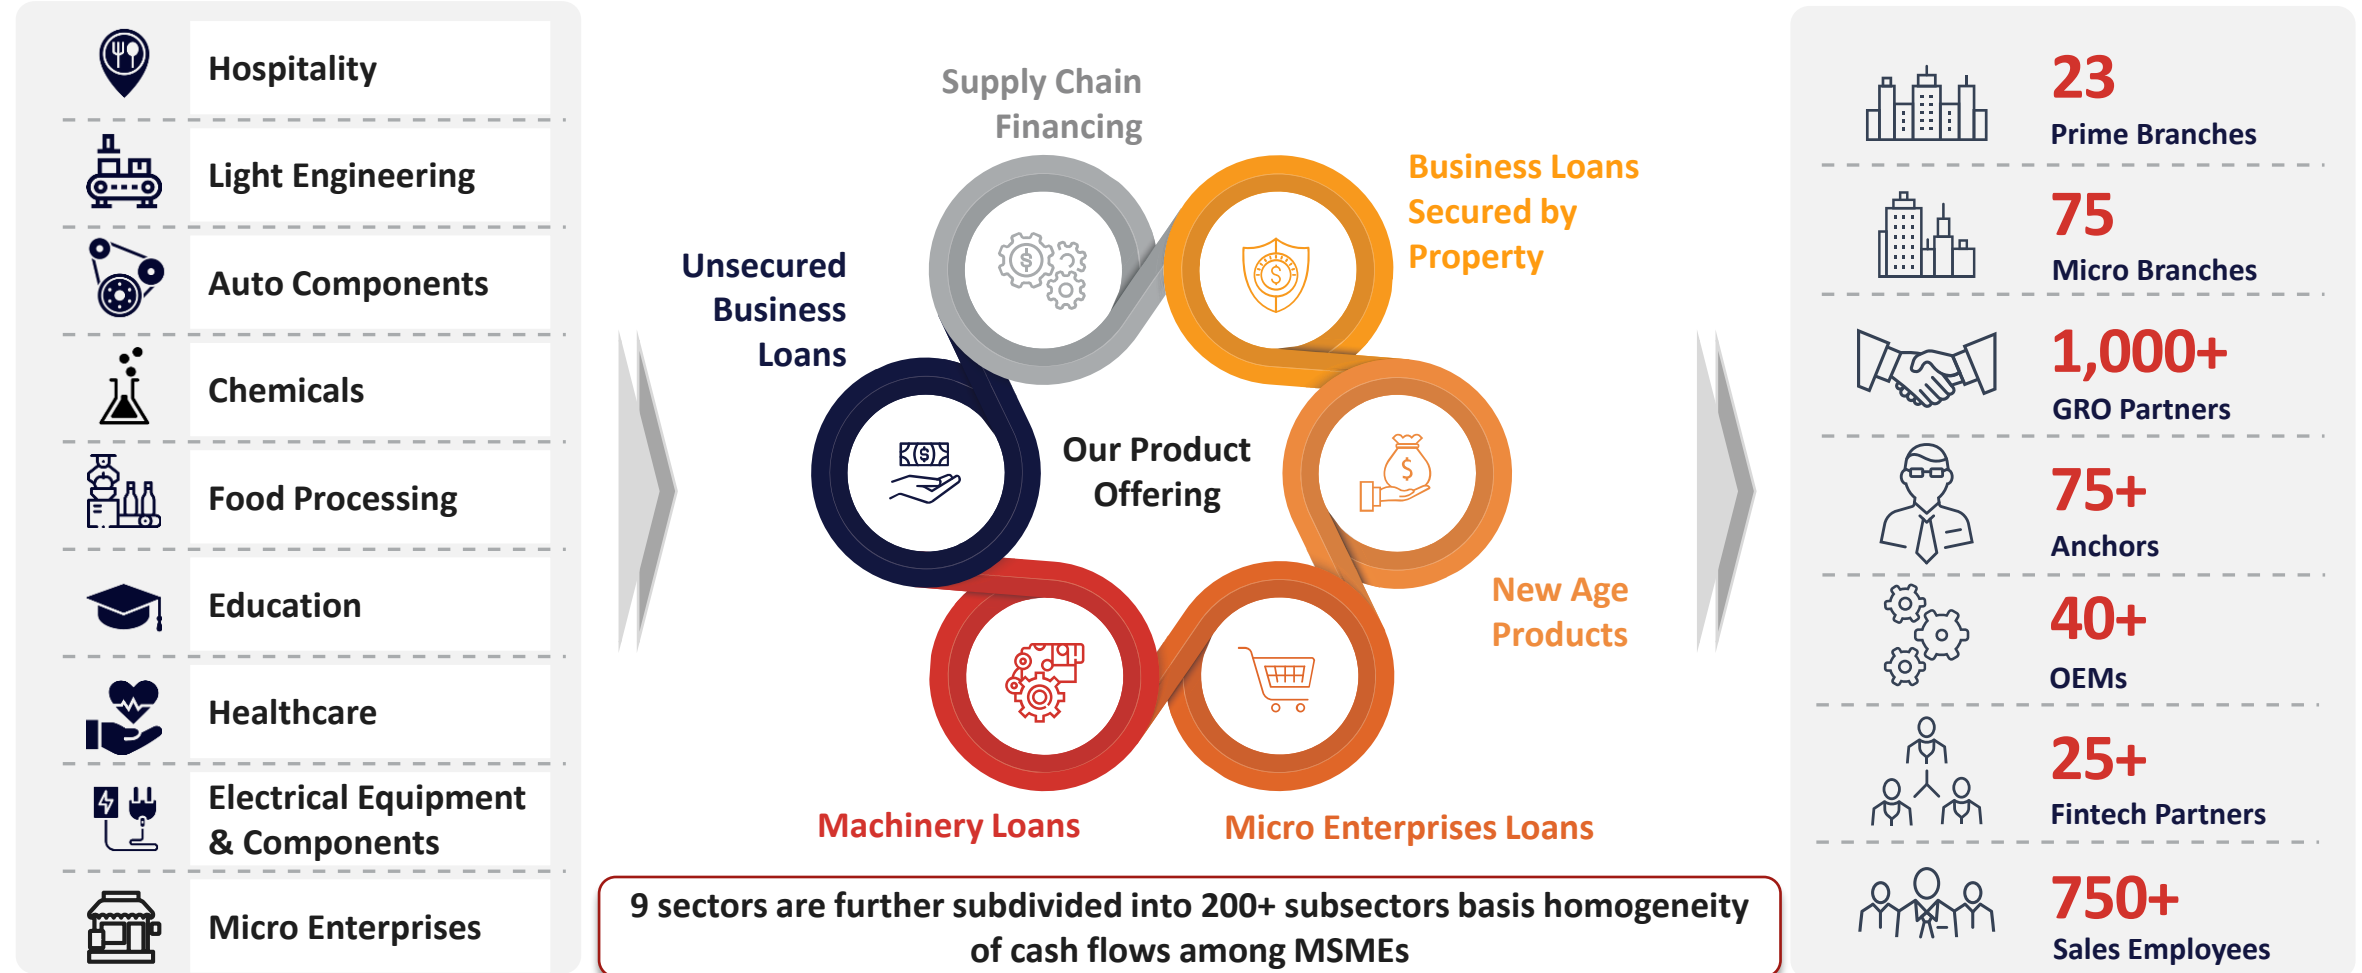 Hospitality
Light Engineering
Auto Components
Chemicals
Food Processing
Education
Healthcare
Electrical Equipment
& Components
Micro Enterprises
Supply Chain
Financing
Business Loans
Secured by
Property
Unsecured
Business
Loans
Our Product
Offering
New Age
Products
Machinery Loans
Micro Enterprises Loans
9 sectors are further subdivided into 200+ subsectors basis homogeneity
of cash flows among MSMEs
23
Prime Branches
75
Micro Branches
1,000+
GRO Partners
75+
Anchors
40+
OEMs
25+
Fintech Partners
750+
Sales Employees